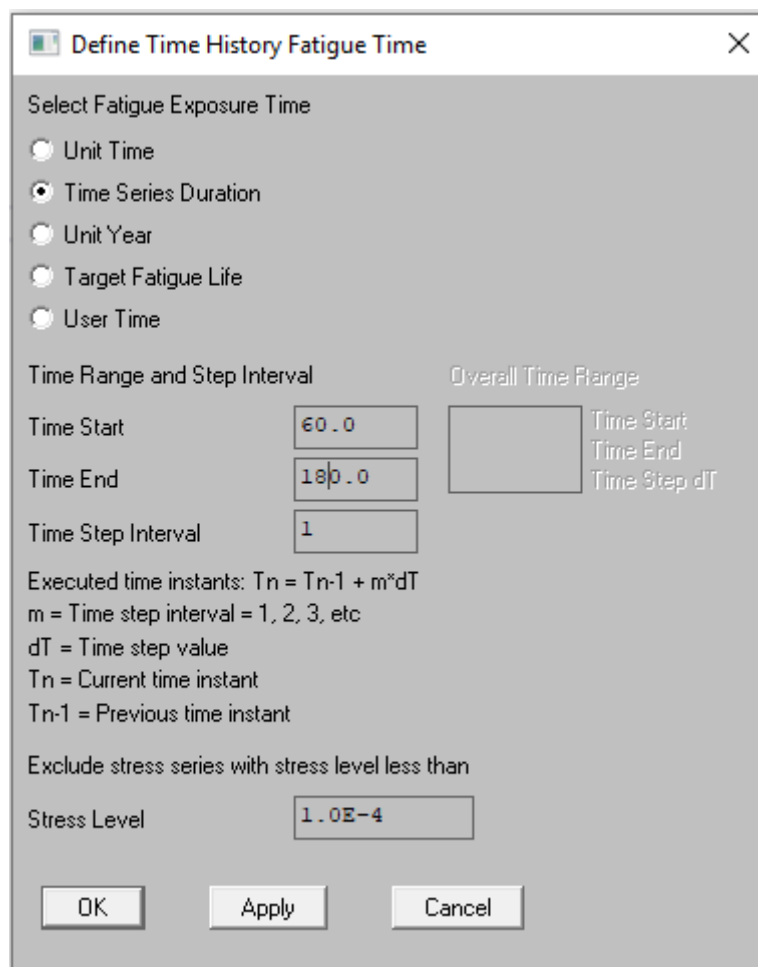 Define Time History Fatigue Time
Select Fatigue Exposure Time
Unit Time
Time Series Duration
Unit Year
Target Fatigue Life
User Time
Time Range and Step Interval
Overall Time Range
Time Start
60.0
Time Start
Time End
180.0
Time End
Time Step dT
Time Step Interval
1
Executed time instants: Tn = Tn-1 + m*dT
m = Time step interval = 1, 2, 3, etc
dT = Time step value
Tn = Current time instant
Tn-1 = Previous time instant
Exclude stress series with stress level less than
Stress Level
1.0E-4
OK
Apply
Cancel